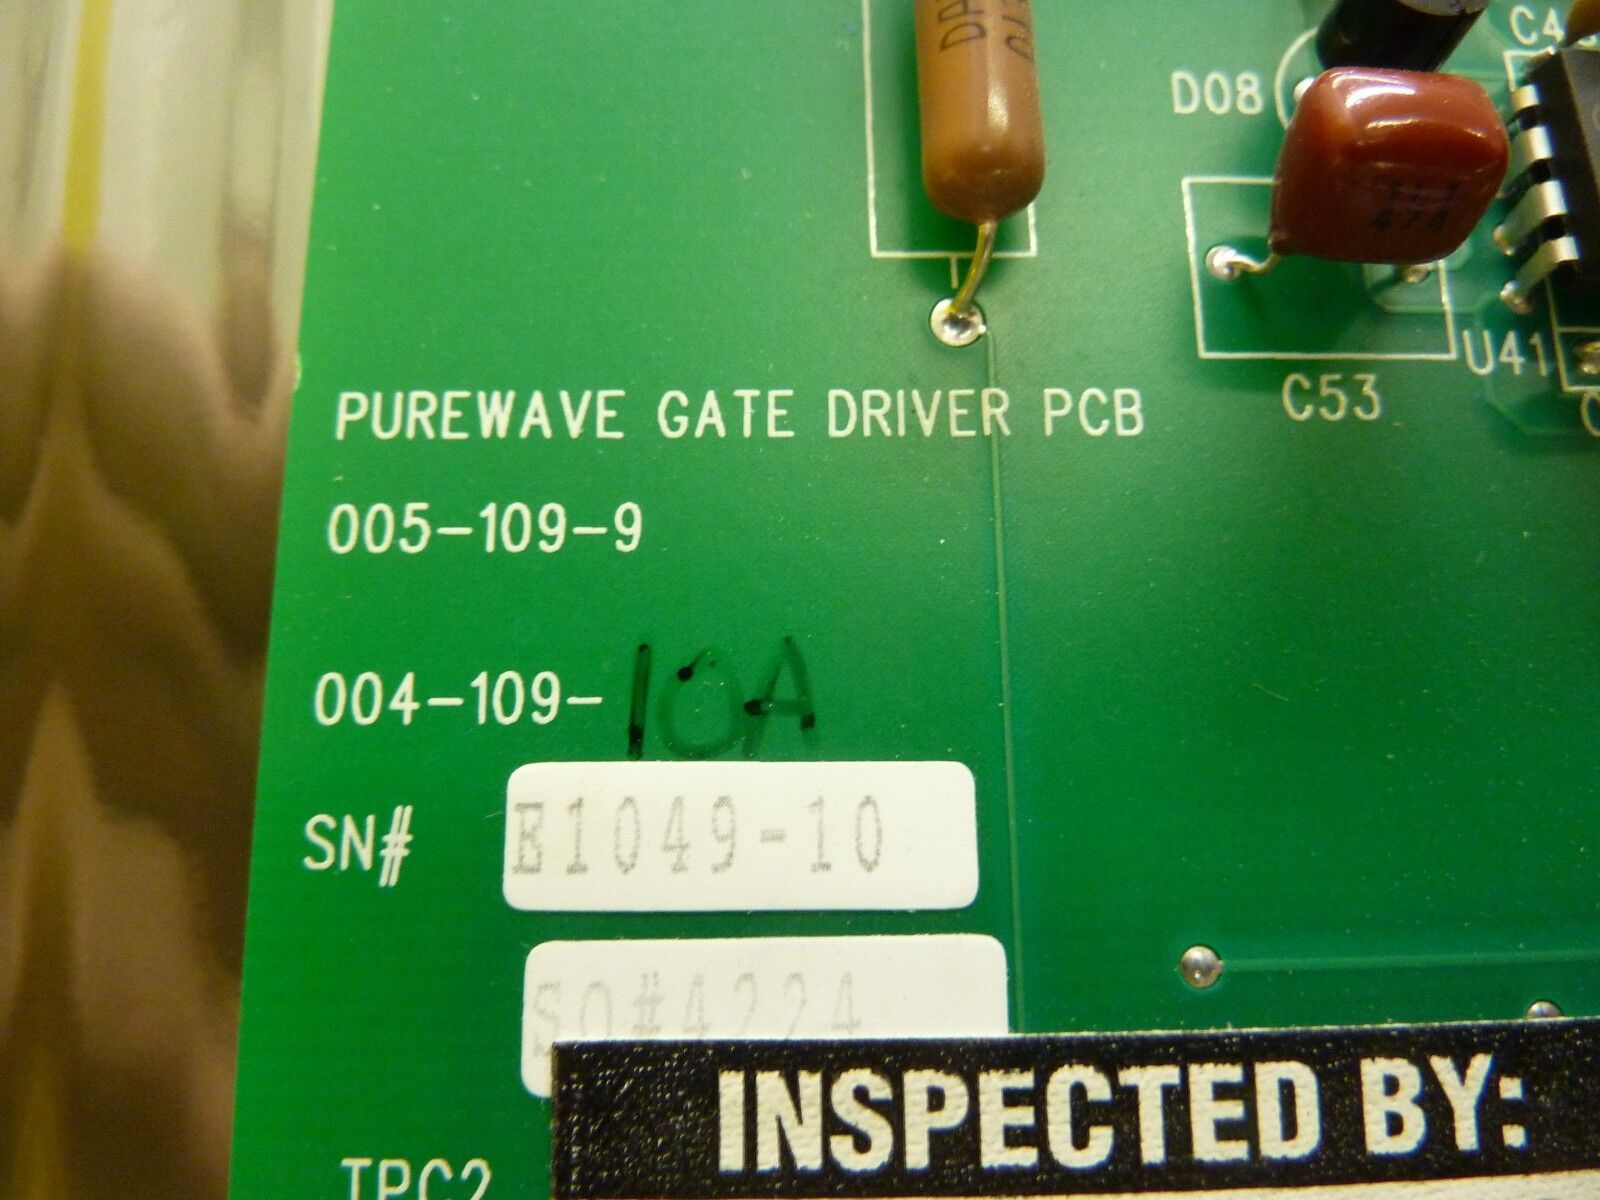 D08
474
U41
C53
PUREWAVE GATE DRIVER PCB
005-109-9
004-109-10A
SN# E1049-10
SO#4224
INSPECTED BY:
TPC2